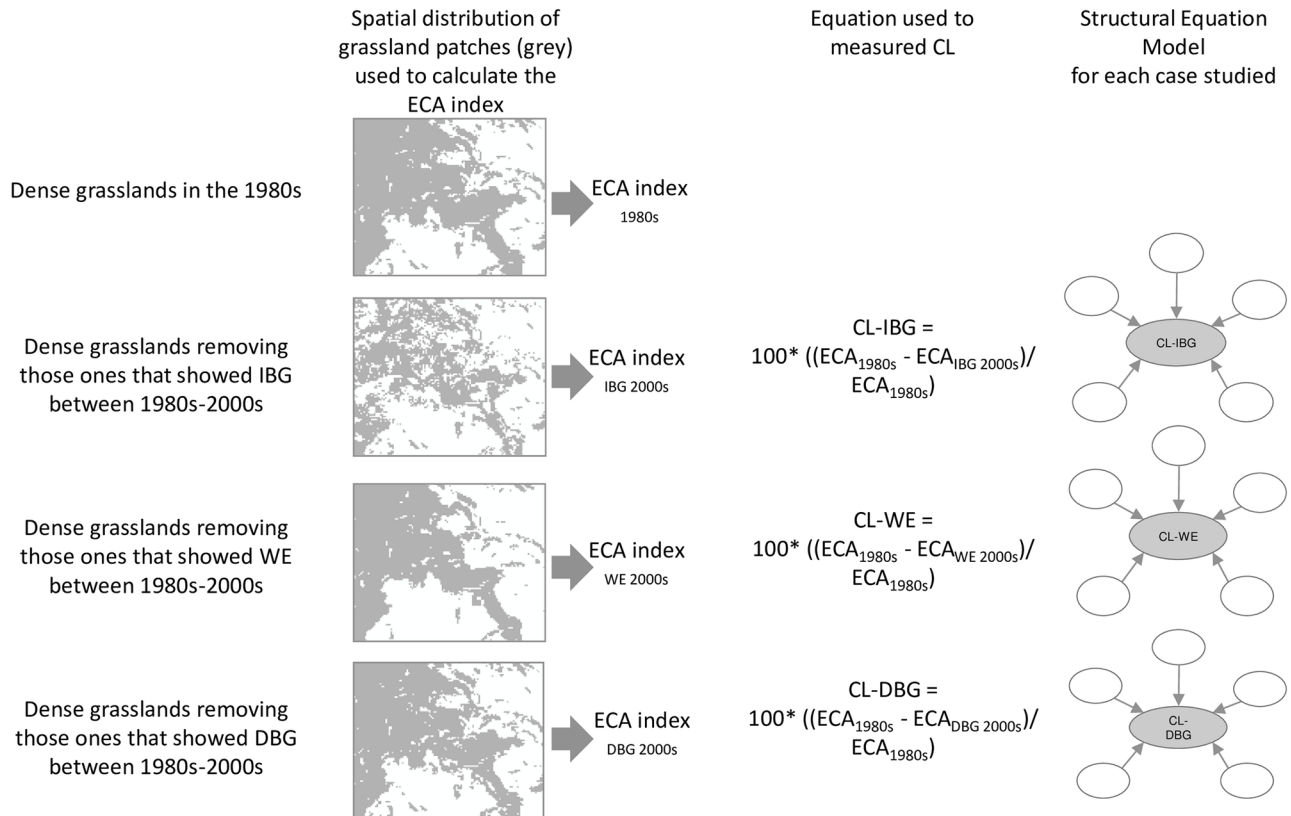 Spatial distribution of
grassland patches (grey)
used to calculate the
ECA index
Equation used to
measured CL
Structural Equation
Model
for each case studied
Dense grasslands in the 1980s
ECA index
1980s
Dense grasslands removing
those ones that showed IBG
between 1980s-2000s
ECA index
IBG 2000s
CL-IBG =
100* ((ECA1980s - ECAIBG 2000s)/
ECA1980s)
CL-IBG
Dense grasslands removing
those ones that showed WE
between 1980s-2000s
ECA index
WE 2000s
CL-WE =
100* ((ECA1980s - ECAWE 2000s)/
ECA1980s)
CL-WE
Dense grasslands removing
those ones that showed DBG
between 1980s-2000s
ECA index
DBG 2000s
CL-DBG =
100* ((ECA1980s - ECADBG 2000s)/
ECA1980s)
CL-
DBG